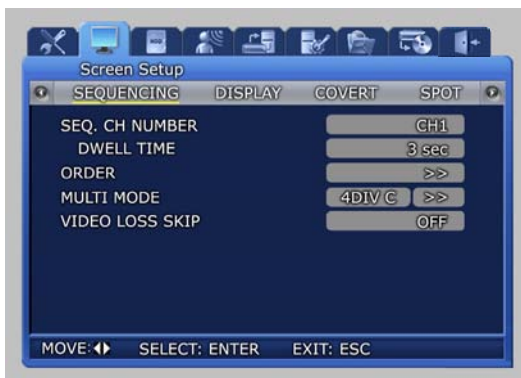 Screen Setup
SEQUENCING DISPLAY COVERT SPOT
SEQ. CH NUMBER CH1
DWELL TIME 3 sec
ORDER >>
MULTI MODE 4DIV C >>
VIDEO LOSS SKIP OFF
MOVE: SELECT: ENTER EXIT: ESC